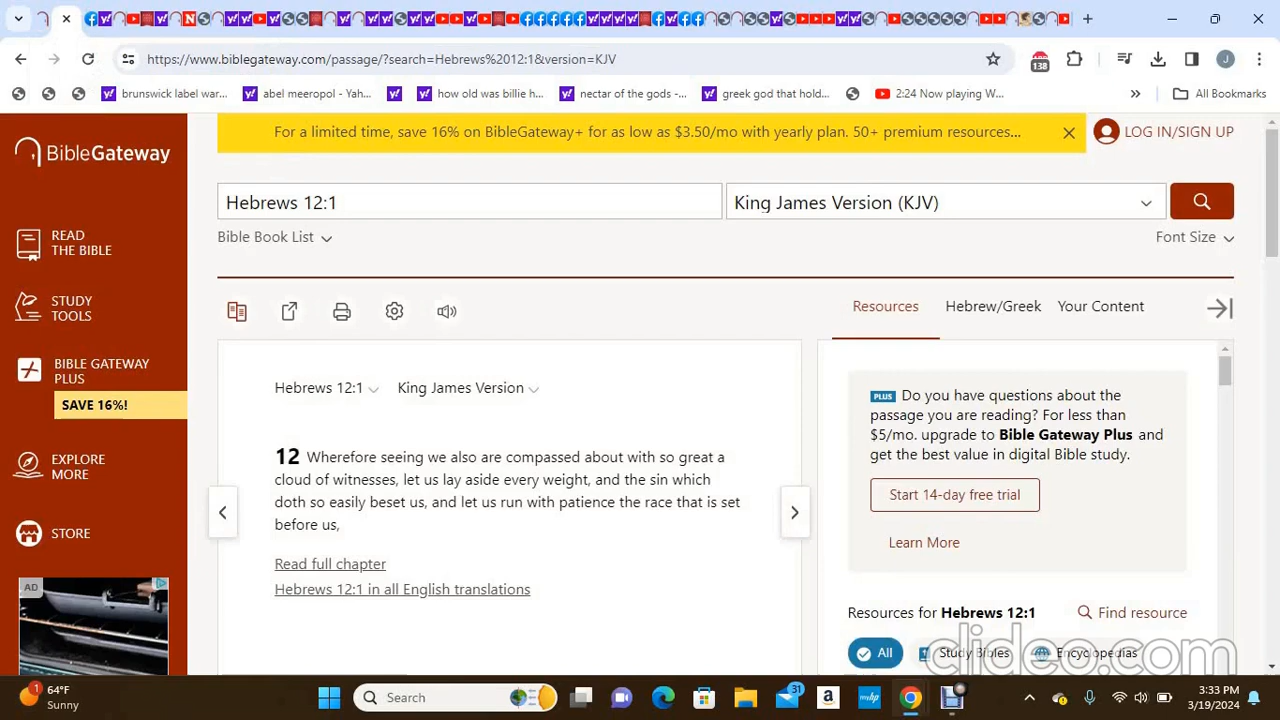 https://www.biblegateway.com/passage/?search=Hebrews%2012:1&version=KJV
138
J
brunswick label war...
abel meeropol - Yah...
how old was billie h...
nectar of the gods -...
greek god that hold...
2:24 Now playing W...
»
All Bookmarks
BibleGateway
For a limited time, save 16% on BibleGateway+ for as low as $3.50/mo with yearly plan. 50+ premium resources...
LOG IN/SIGN UP
Hebrews 12:1
King James Version (KJV)
Bible Book List
Font Size
READ
THE BIBLE
STUDY
TOOLS
BIBLE GATEWAY
PLUS
SAVE 16%!
EXPLORE
MORE
STORE
AD
Resources
Hebrew/Greek
Your Content
Hebrews 12:1
King James Version
12 Wherefore seeing we also are compassed about with so great a
cloud of witnesses, let us lay aside every weight, and the sin which
doth so easily beset us, and let us run with patience the race that is set
before us,
Read full chapter
Hebrews 12:1 in all English translations
PLUS Do you have questions about the
passage you are reading? For less than
$5/mo. upgrade to Bible Gateway Plus and
get the best value in digital Bible study.
Start 14-day free trial
Learn More
Resources for Hebrews 12:1
Find resource
All
Study Bibles
Encyclopedias
clideo.com
1
64°F
Sunny
Search
31
a
hp
3:33 PM
3/19/2024